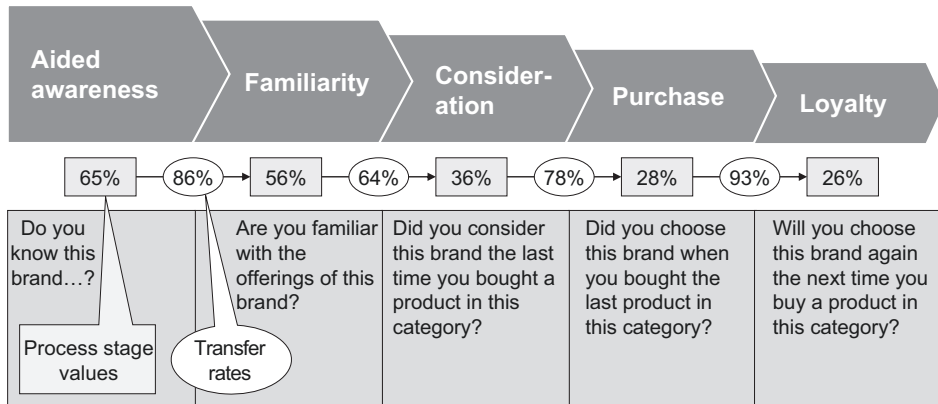 Aided
awareness
Familiarity
Consider-
ation
Purchase
Loyalty
65%
86%
56%
64%
36%
78%
28%
93%
26%
Do you
know this
brand…?
Are you familiar
with the
offerings of this
brand?
Did you consider
this brand the last
time you bought a
product in this
category?
Did you choose
this brand when
you bought the
last product in
this category?
Will you choose
this brand again
the next time you
buy a product in
this category?
Process stage
values
Transfer
rates